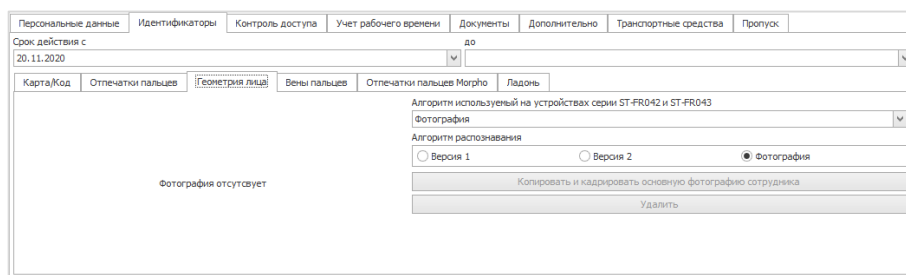 Персональные данные Идентификаторы Контроль доступа Учет рабочего времени Документы Дополнительно Транспортные средства Пропуск
Срок действия с до
20.11.2020
Карта/Код Отпечатки пальцев Геометрия лица Вены пальцев Отпечатки пальцев Morpho Ладонь
Алгоритм используемый на устройствах серии ST-FR042 и ST-FR043
Фотография
Алгоритм распознавания
Версия 1 Версия 2 Фотография
Фотография отсутсвует
Копировать и кадрировать основную фотографию сотрудника
Удалить